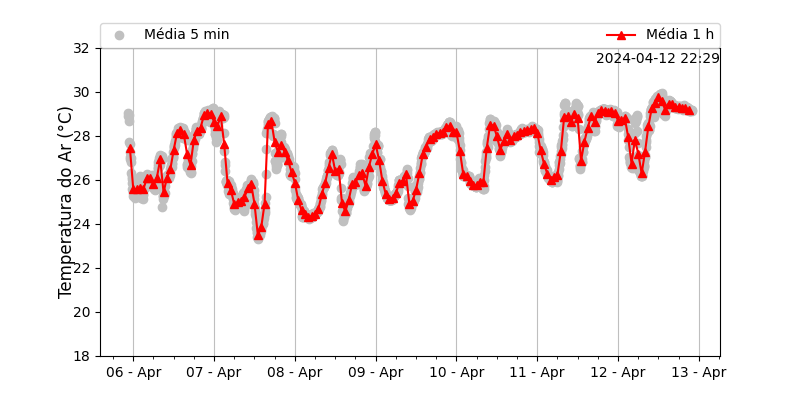 Média 5 min
Média 1 h
2024-04-12 22:29
Temperatura do Ar (°C)
32
30
28
26
24
22
20
18
06 - Apr
07 - Apr
08 - Apr
09 - Apr
10 - Apr
11 - Apr
12 - Apr
13 - Apr